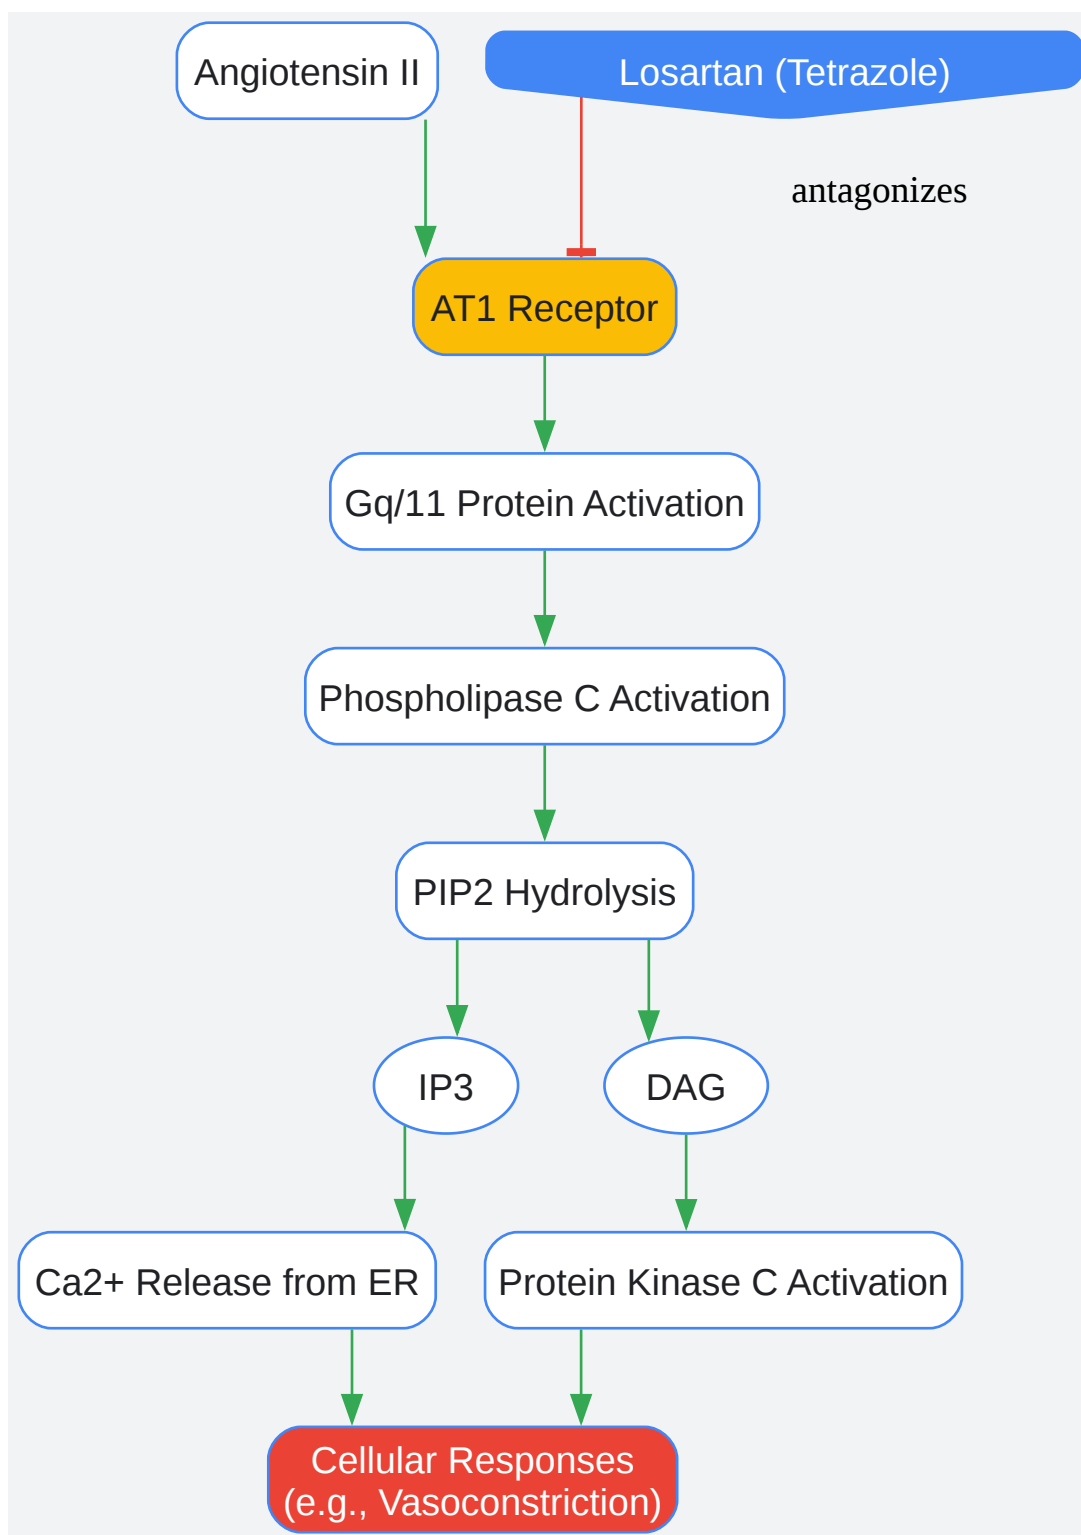 Angiotensin II
Losartan (Tetrazole)
antagonizes
AT1 Receptor
Gq/11 Protein Activation
Phospholipase C Activation
PIP2 Hydrolysis
IP3
DAG
Ca2+ Release from ER
Protein Kinase C Activation
Cellular Responses
(e.g., Vasoconstriction)